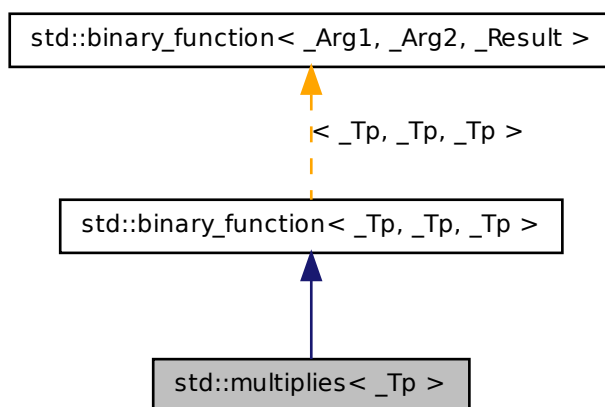 std::binary_function< _Arg1, _Arg2, _Result >
< _Tp, _Tp, _Tp >
std::binary_function< _Tp, _Tp, _Tp >
std::multiplies< _Tp >